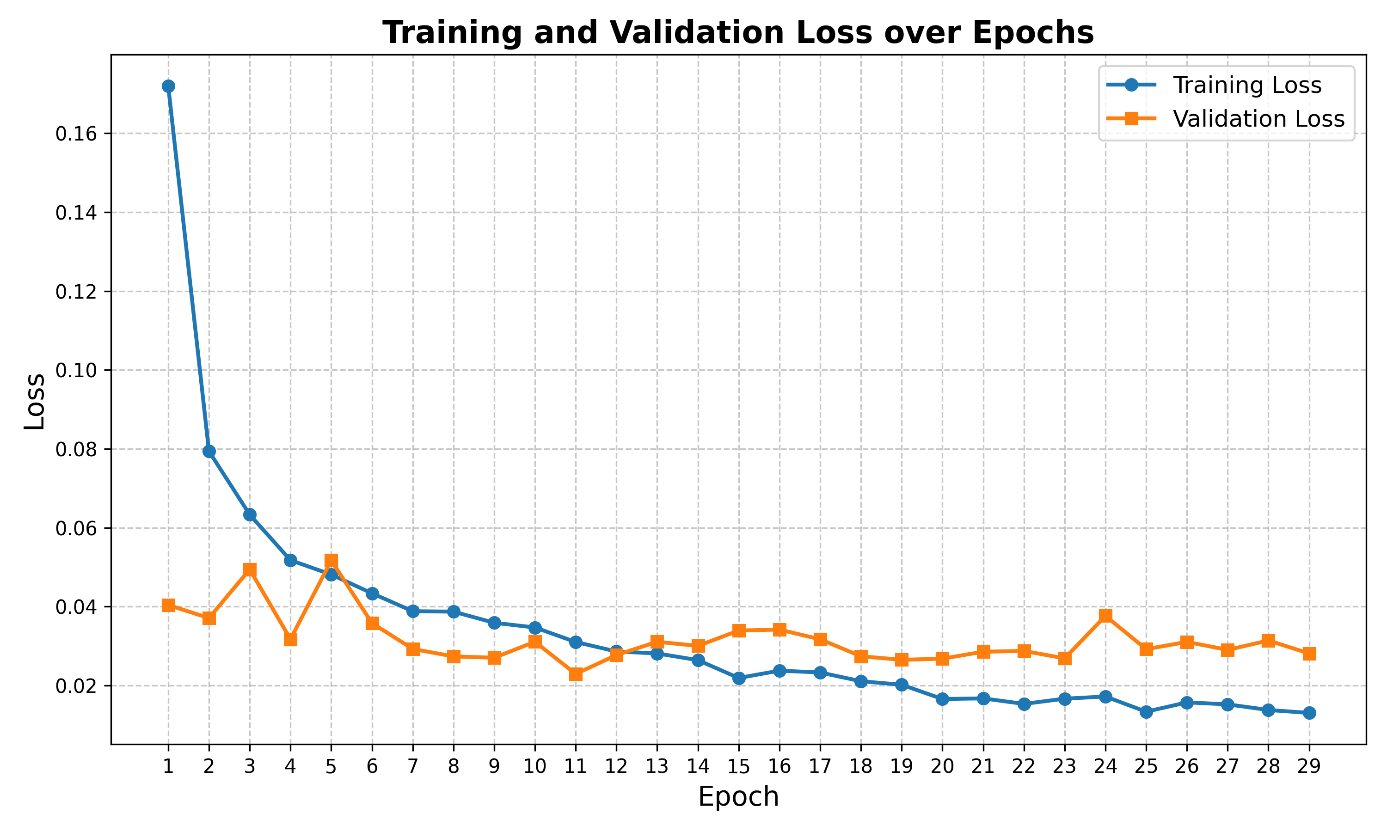 Training and Validation Loss over Epochs
Training Loss
Validation Loss
0.16
0.14
0.12
0.10
0.08
0.06
0.04
0.02
Loss
1 2 3 4 5 6 7 8 9 10 11 12 13 14 15 16 17 18 19 20 21 22 23 24 25 26 27 28 29
Epoch